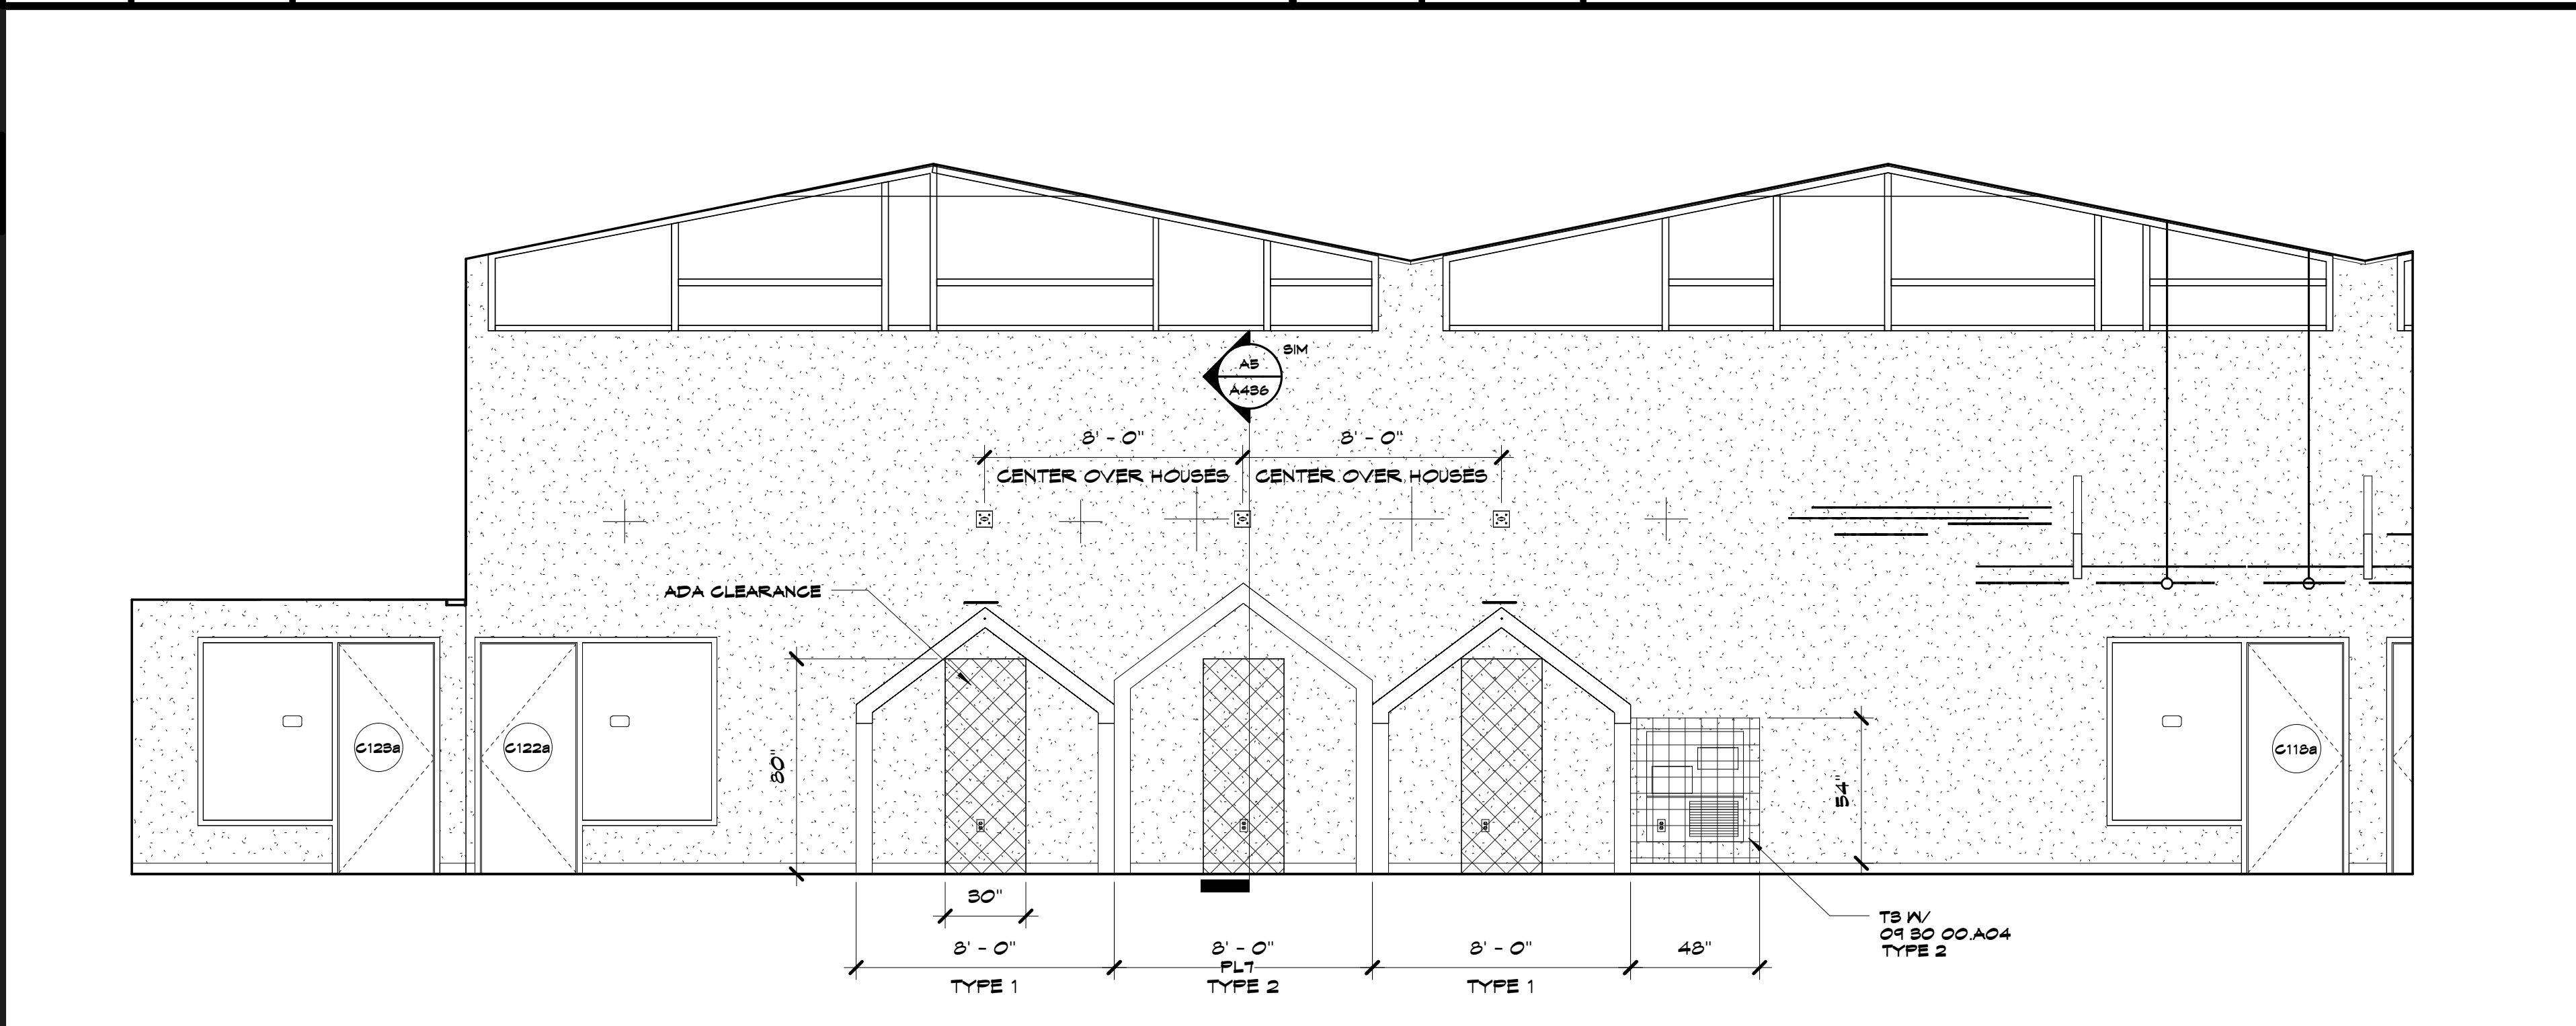 SIM
A5
A436
8' - 0"
8' - 0"
CENTER OVER HOUSES
CENTER OVER HOUSES
ADA CLEARANCE
C123a
C122a
80"
54"
C118a
30"
8' - 0"
8' - 0"
8' - 0"
48"
PL7
TYPE 1
TYPE 2
TYPE 1
T3 W/
09 30 00.A04
TYPE 2